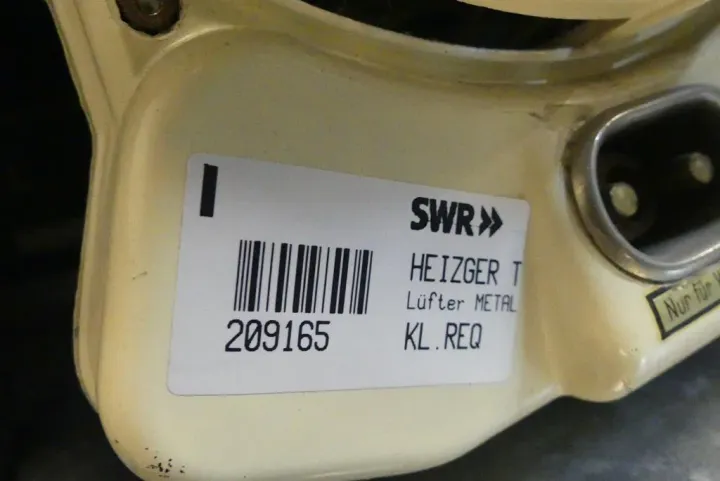 SWR
HEIZGER T
Lüfter METAL
209165
KL.REQ
Nur für